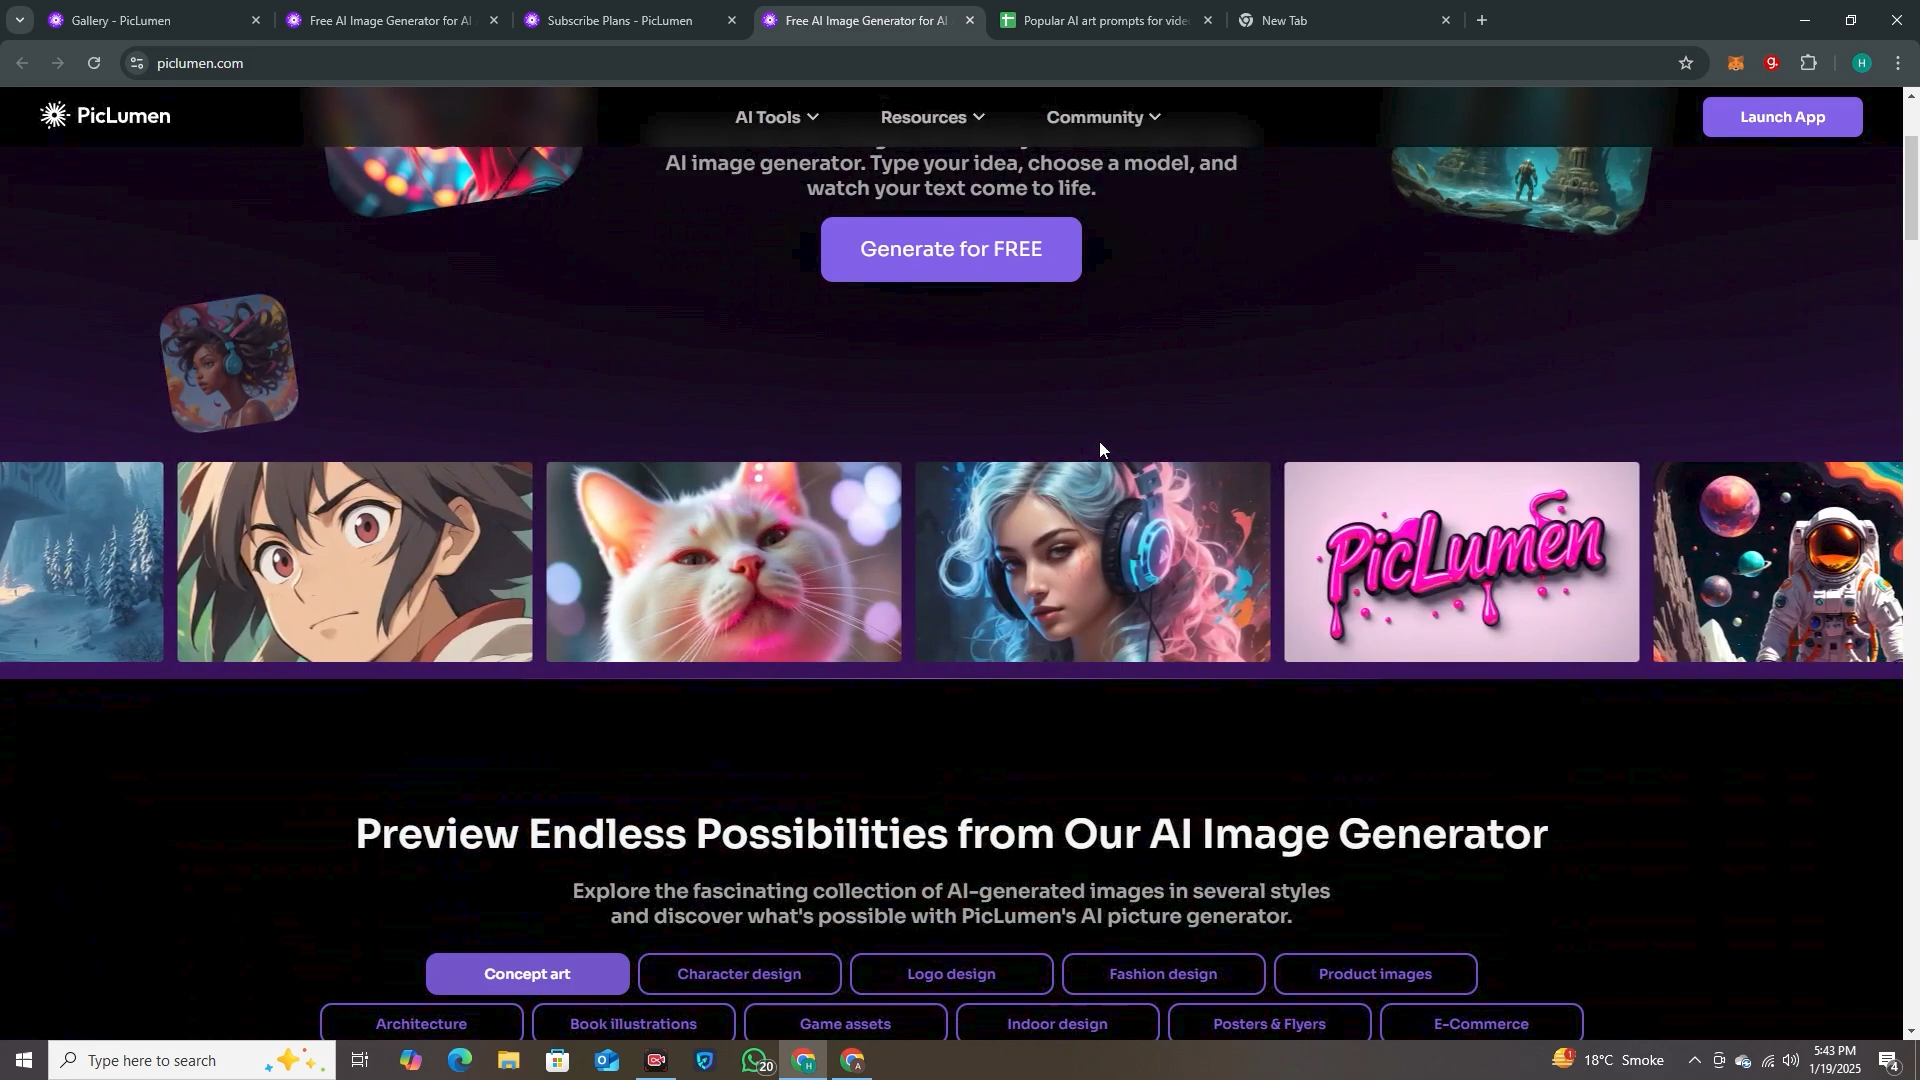 Gallery - PicLumen
Free AI Image Generator for AI
Subscribe Plans - PicLumen
Free AI Image Generator for AI
Popular AI art prompts for vide
New Tab
piclumen.com
g.
H
PicLumen
AI Tools
Resources
Community
Launch App
AI image generator. Type your idea, choose a model, and
watch your text come to life.
Generate for FREE
PicLumen
Preview Endless Possibilities from Our AI Image Generator
Explore the fascinating collection of AI-generated images in several styles
and discover what's possible with PicLumen's AI picture generator.
Concept art
Character design
Logo design
Fashion design
Product images
Architecture
Book illustrations
Game assets
Indoor design
Posters & Flyers
E-Commerce
Type here to search
20
H
A
1
18°C Smoke
5:43 PM
1/19/2025
4